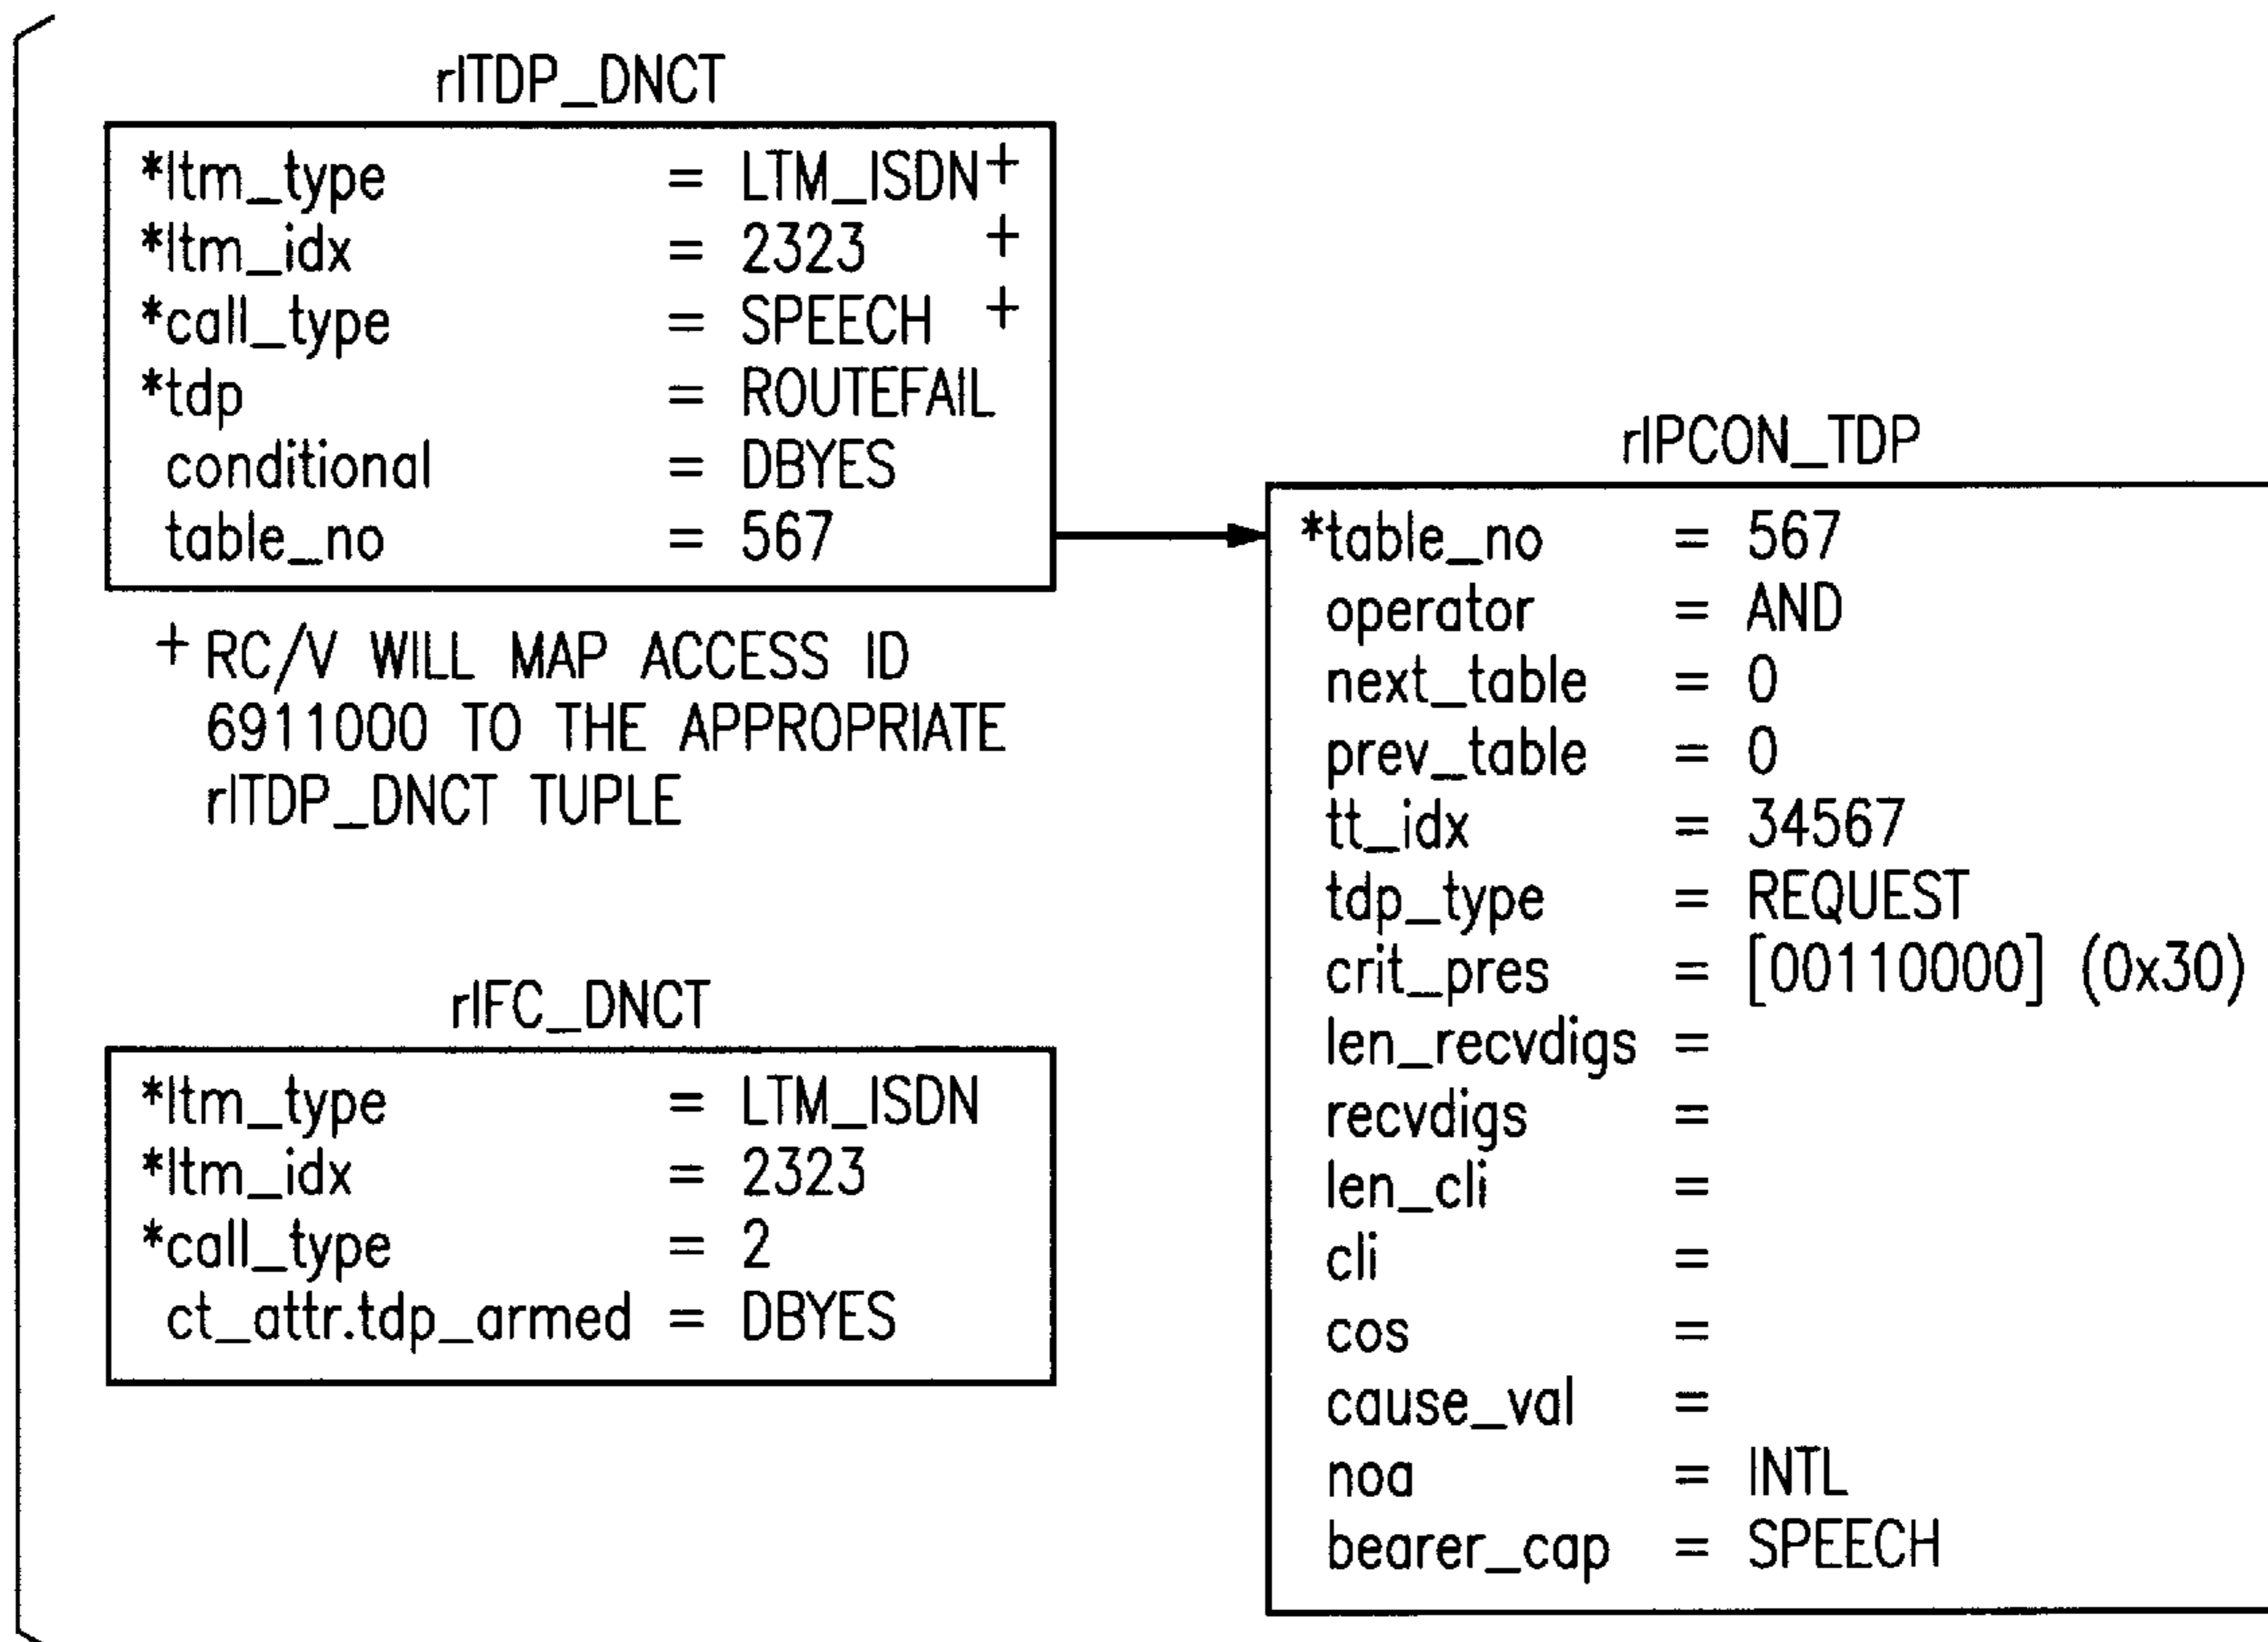 rlTDP_DNCT
*ltm_type = LTM_ISDN+
*ltm_idx = 2323 +
*call_type = SPEECH +
*tdp = ROUTEFAIL
conditional = DBYES
table_no = 567
+ RC/V WILL MAP ACCESS ID
6911000 TO THE APPROPRIATE
rlTDP_DNCT TUPLE
rlFC_DNCT
*ltm_type = LTM_ISDN
*ltm_idx = 2323
*call_type = 2
ct_attr.tdp_armed = DBYES
rlPCON_TDP
*table_no = 567
operator = AND
next_table = 0
prev_table = 0
tt_idx = 34567
tdp_type = REQUEST
crit_pres = [00110000] (0x30)
len_recvdigs =
recvdigs =
len_cli =
cli =
cos =
cause_val =
noa = INTL
bearer_cap = SPEECH